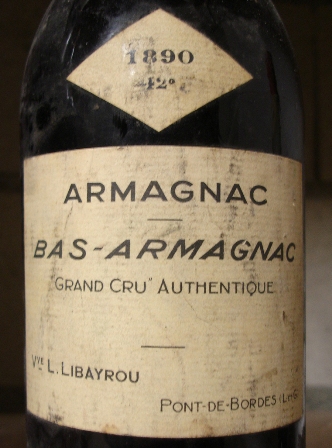 1890
42°
ARMAGNAC
BAS-ARMAGNAC
"GRAND CRU" AUTHENTIQUE
Vve L. LIBAYROU
PONT-DE-BORDES (L.-G